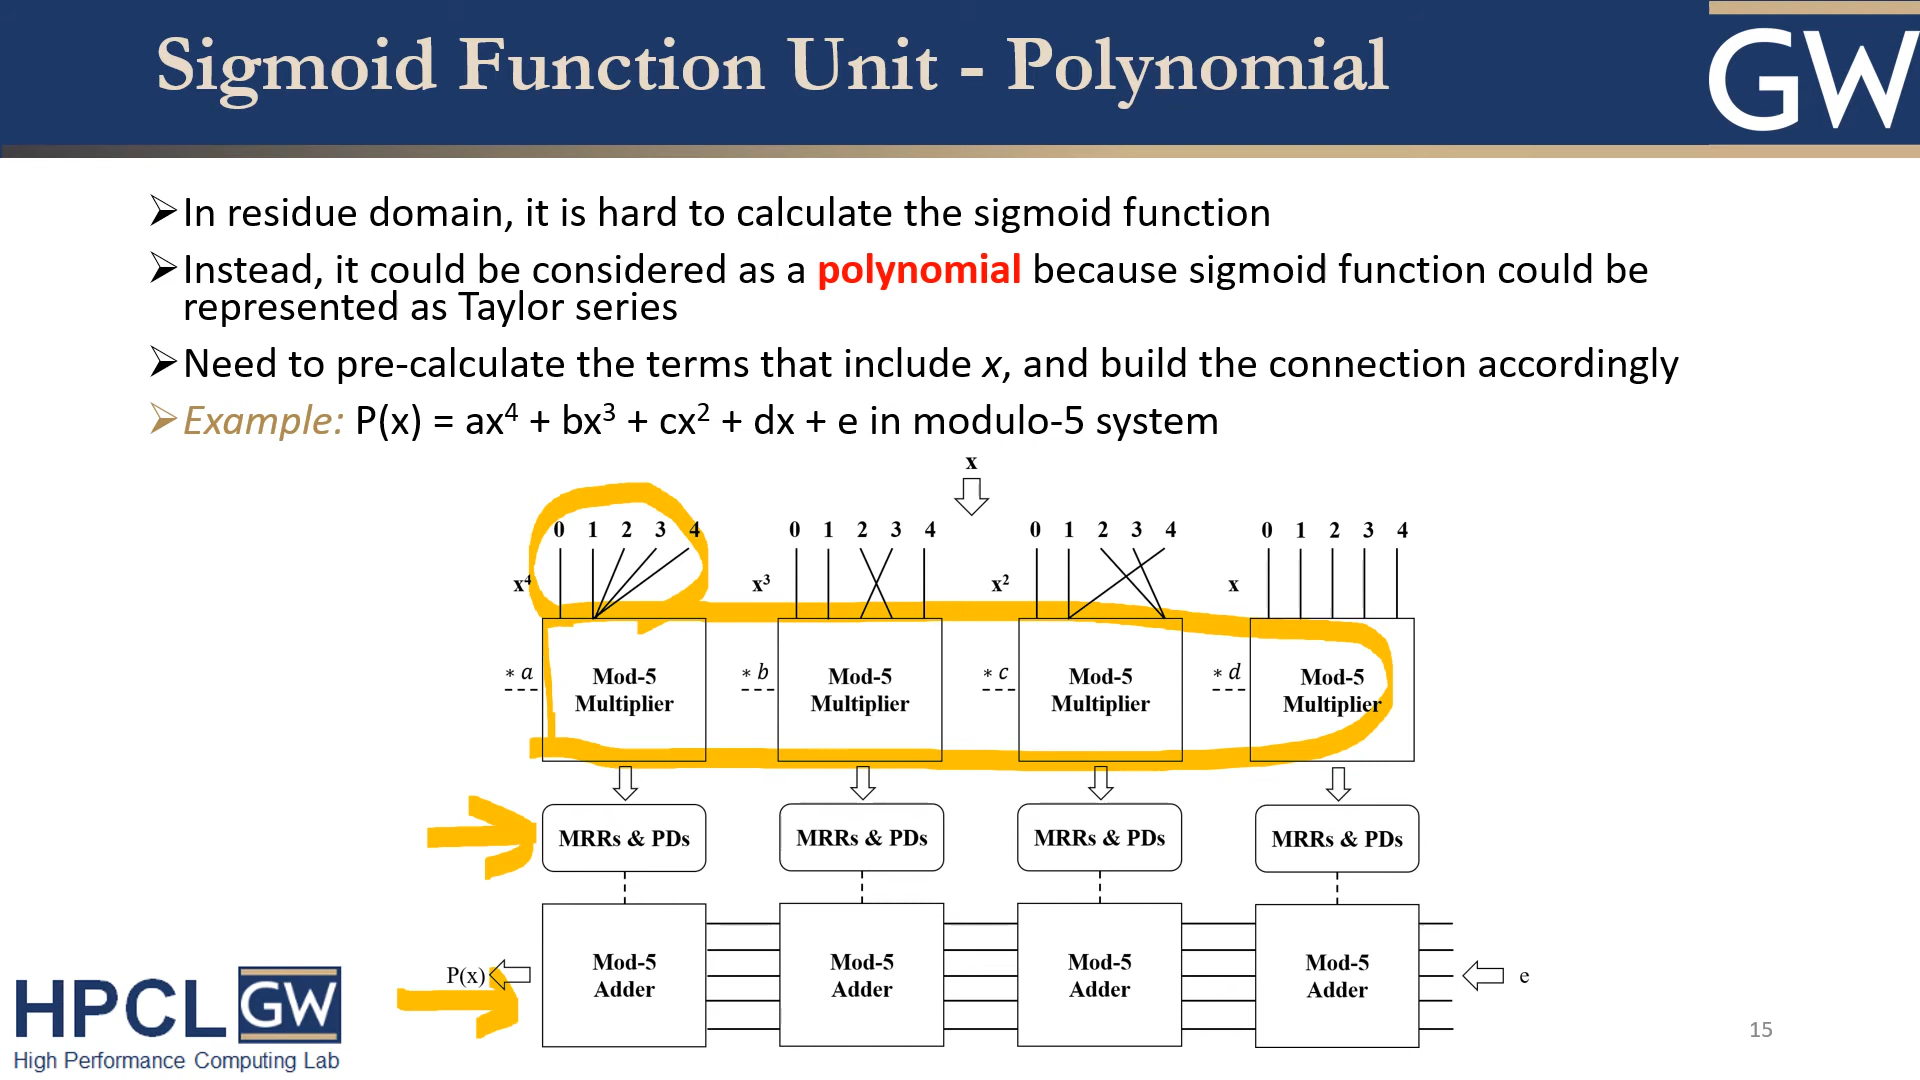 Sigmoid Function Unit - Polynomial
GW
➢In residue domain, it is hard to calculate the sigmoid function
➢Instead, it could be considered as a polynomial because sigmoid function could be
represented as Taylor series
➢Need to pre-calculate the terms that include x, and build the connection accordingly
➢Example: P(x) = ax⁴ + bx³ + cx² + dx + e in modulo-5 system
x
0 1 2 3 4 0 1 2 3 4 0 1 2 3 4 0 1 2 3 4
x⁴ x³ x² x
* a Mod-5 * b Mod-5 * c Mod-5 * d Mod-5
Multiplier Multiplier Multiplier Multiplier
MRRs & PDs MRRs & PDs MRRs & PDs MRRs & PDs
Mod-5 Mod-5 Mod-5 Mod-5
P(x) e
Adder Adder Adder Adder
HPCL GW
High Performance Computing Lab
15